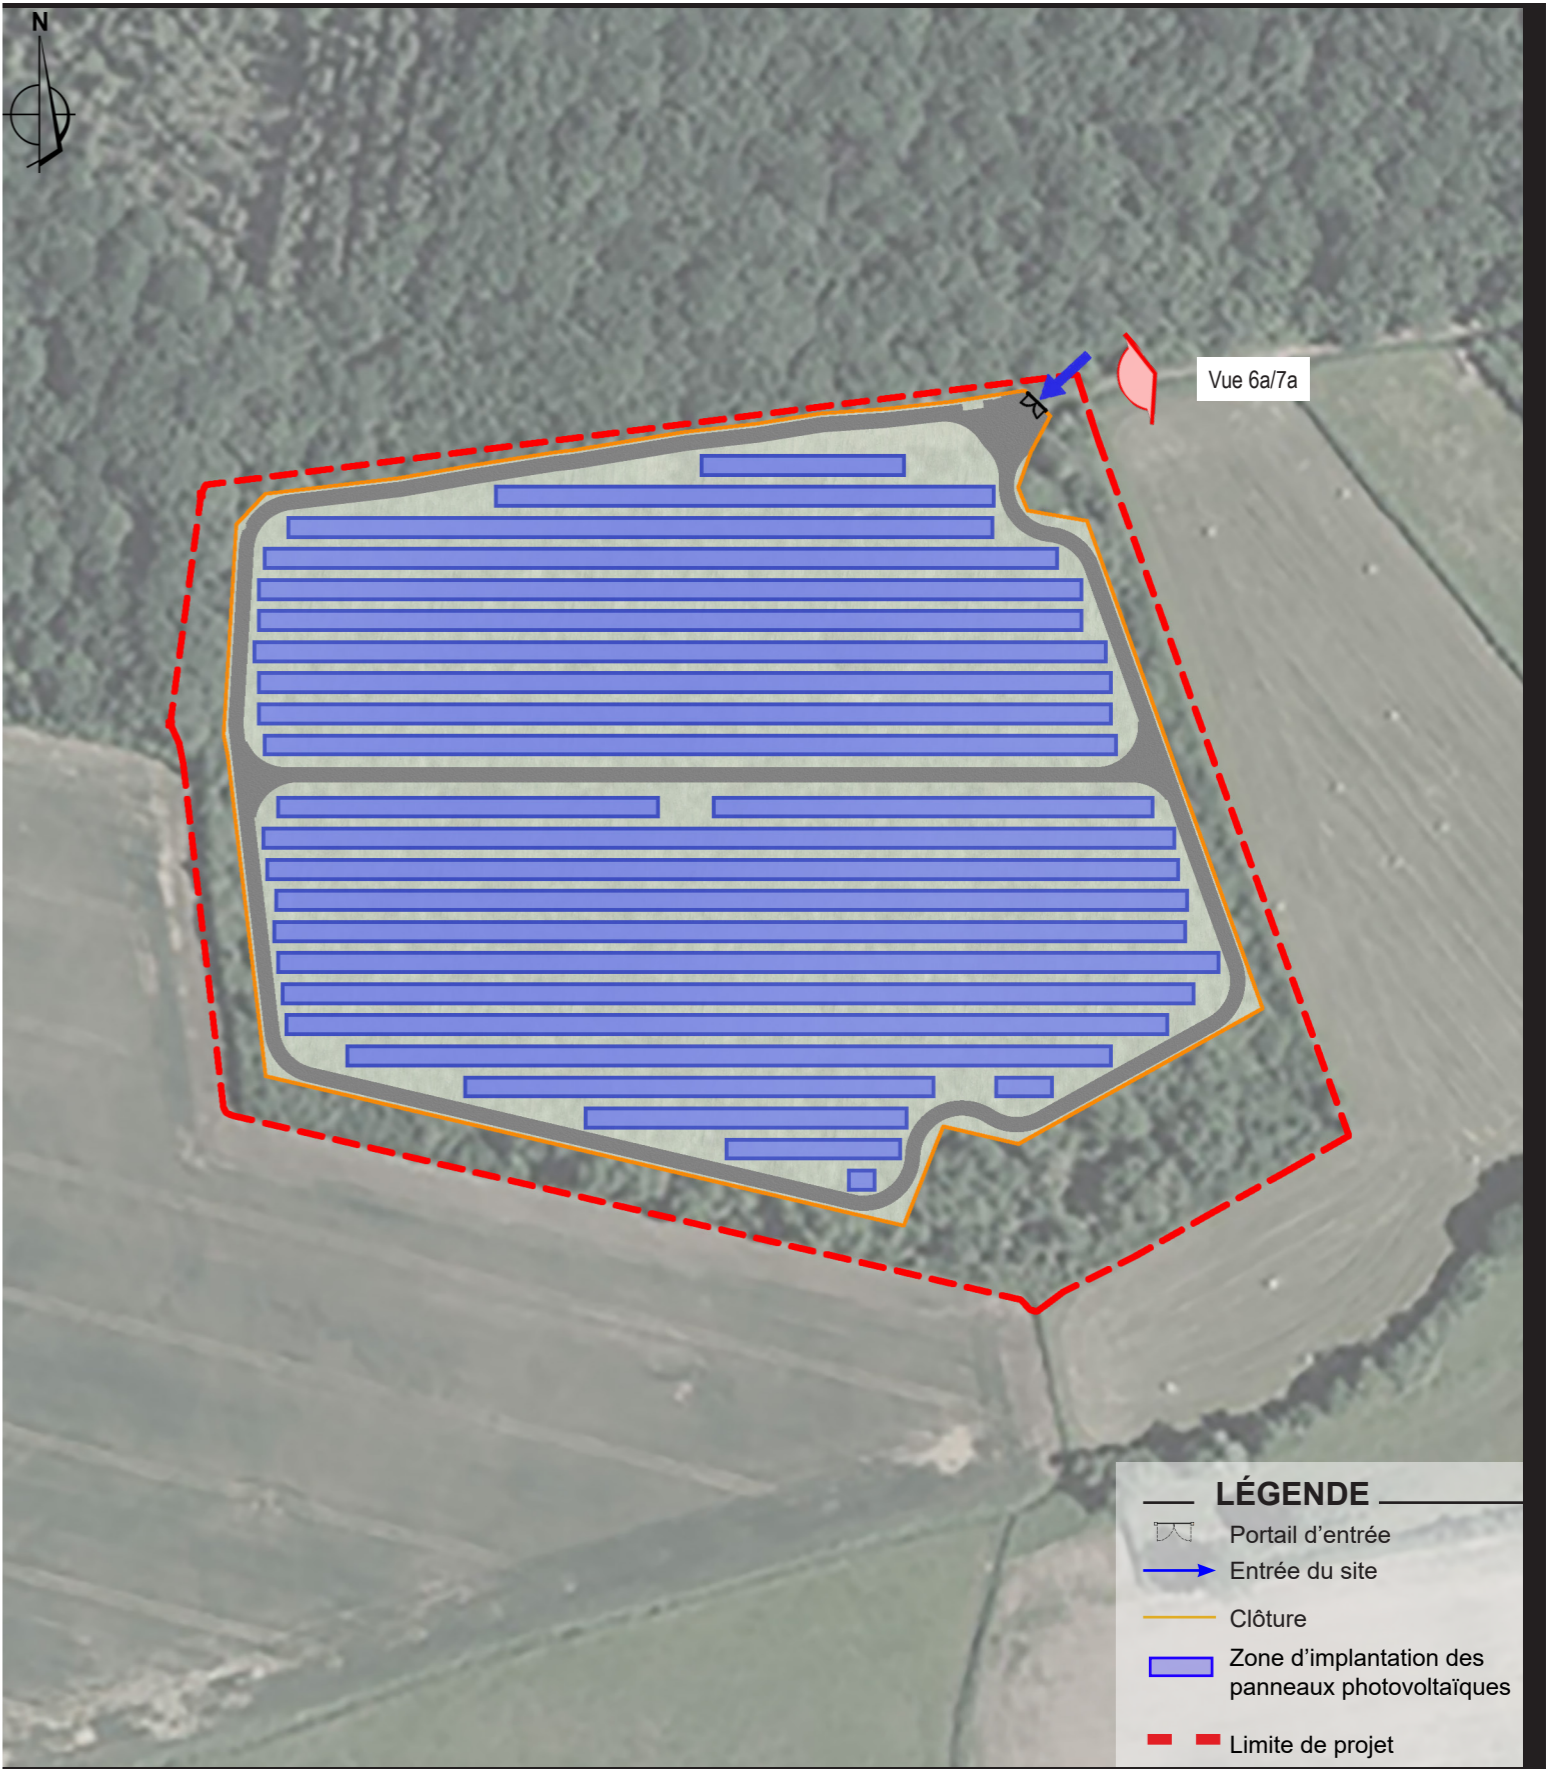 N
Vue 6a/7a
LÉGENDE
Portail d’entrée
Entrée du site
Clôture
Zone d’implantation des
panneaux photovoltaïques
Limite de projet